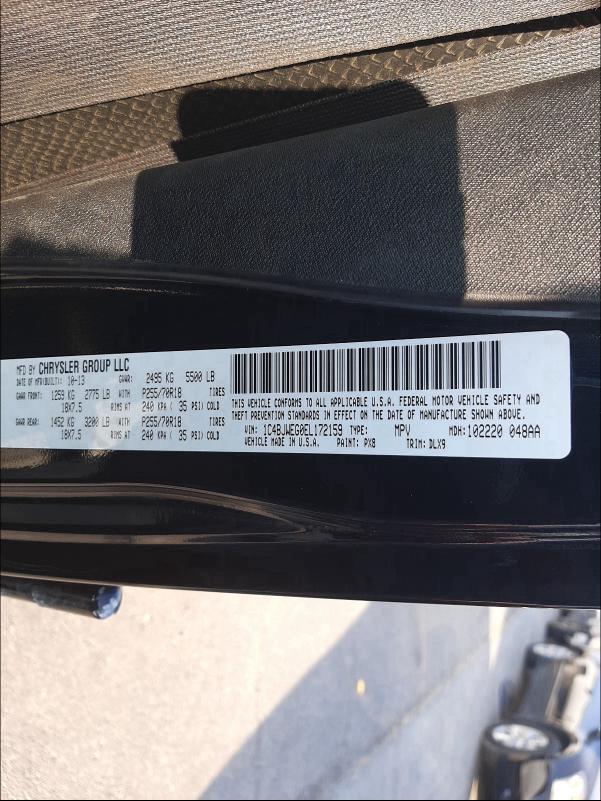 MFD BY CHRYSLER GROUP LLC
DATE OF MFR(BUILT): 10-13 GVWR: 2495 KG 5500 LB
GAWR FRONT: 1259 KG 2775 LB WITH P255/70R18 TIRES
18X7.5 RIMS AT 240 KPA ( 35 PSI) COLD
GAWR REAR: 1452 KG 3200 LB WITH P255/70R18 TIRES
18X7.5 RIMS AT 240 KPA ( 35 PSI) COLD
THIS VEHICLE CONFORMS TO ALL APPLICABLE U.S.A. FEDERAL MOTOR VEHICLE SAFETY AND
THEFT PREVENTION STANDARDS IN EFFECT ON THE DATE OF MANUFACTURE SHOWN ABOVE.
VIN: 1C4BJWEG0EL172159 TYPE: MPV MDH: 102220 048AA
VEHICLE MADE IN U.S.A. PAINT: PX8 TRIM: DLX9